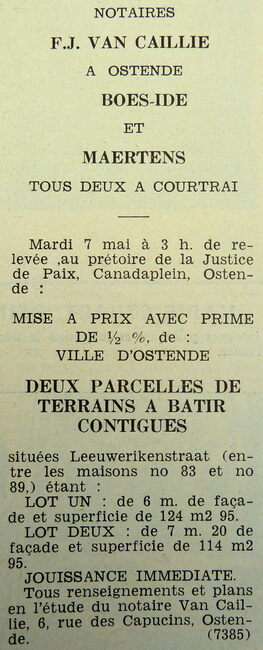 NOTAIRES
F.J. VAN CAILLIE
A OSTENDE
BOES-IDE
ET
MAERTENS
TOUS DEUX A COURTRAI
Mardi 7 mai à 3 h. de re-
levée ,au prétoire de la Justice
de Paix, Canadaplein, Osten-
de :
MISE A PRIX AVEC PRIME
DE ½ %, de :
VILLE D'OSTENDE
DEUX PARCELLES DE
TERRAINS A BATIR
CONTIGUES
situées Leeuwerikenstraat (en-
tre les maisons no 83 et no
89,) étant :
LOT UN : de 6 m. de faça-
de et superficie de 124 m2 95.
LOT DEUX : de 7 m. 20 de
façade et superficie de 114 m2
95.
JOUISSANCE IMMEDIATE.
Tous renseignements et plans
en l'étude du notaire Van Cail-
lie, 6, rue des Capucins, Osten-
de. (7385)